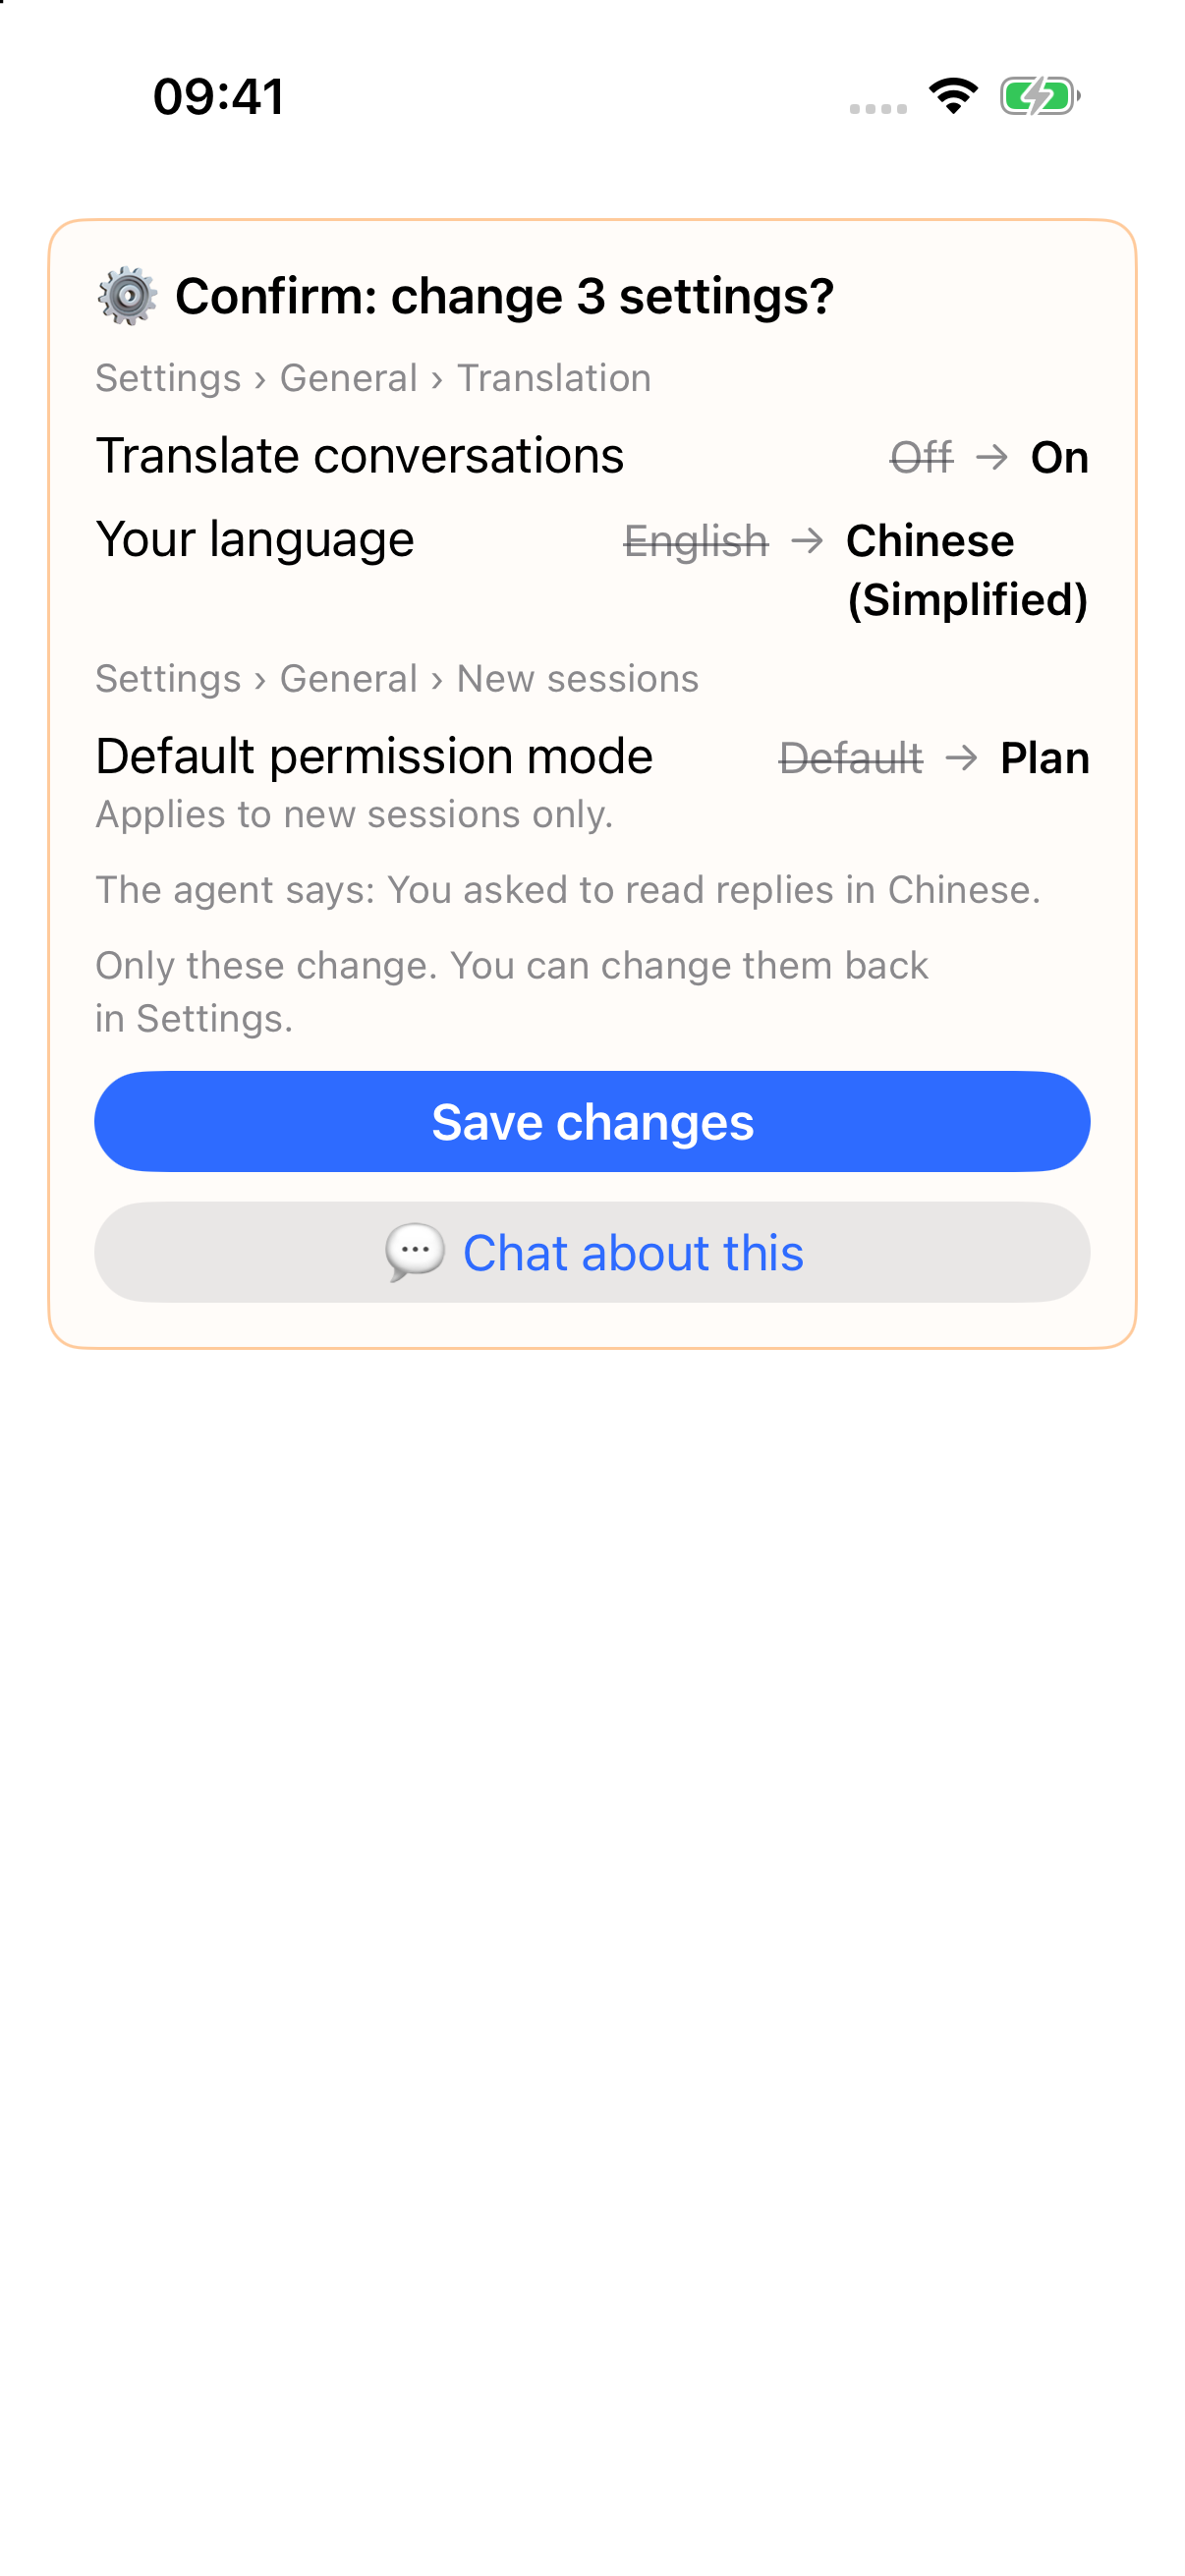 09:41
Confirm: change 3 settings?
Settings › General › Translation
Translate conversations Off → On
Your language English → Chinese
(Simplified)
Settings › General › New sessions
Default permission mode Default → Plan
Applies to new sessions only.
The agent says: You asked to read replies in Chinese.
Only these change. You can change them back
in Settings.
Save changes
Chat about this